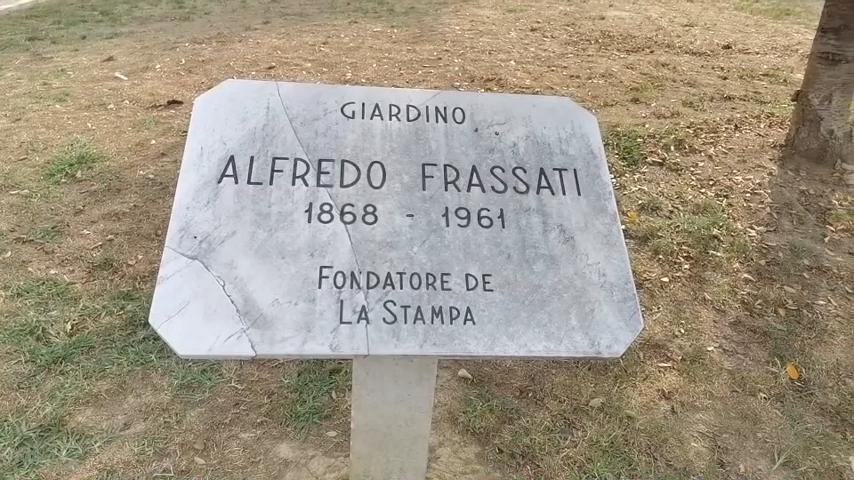 GIARDINO
ALFREDO FRASSATI
1868 - 1961
FONDATORE DE
LA STAMPA